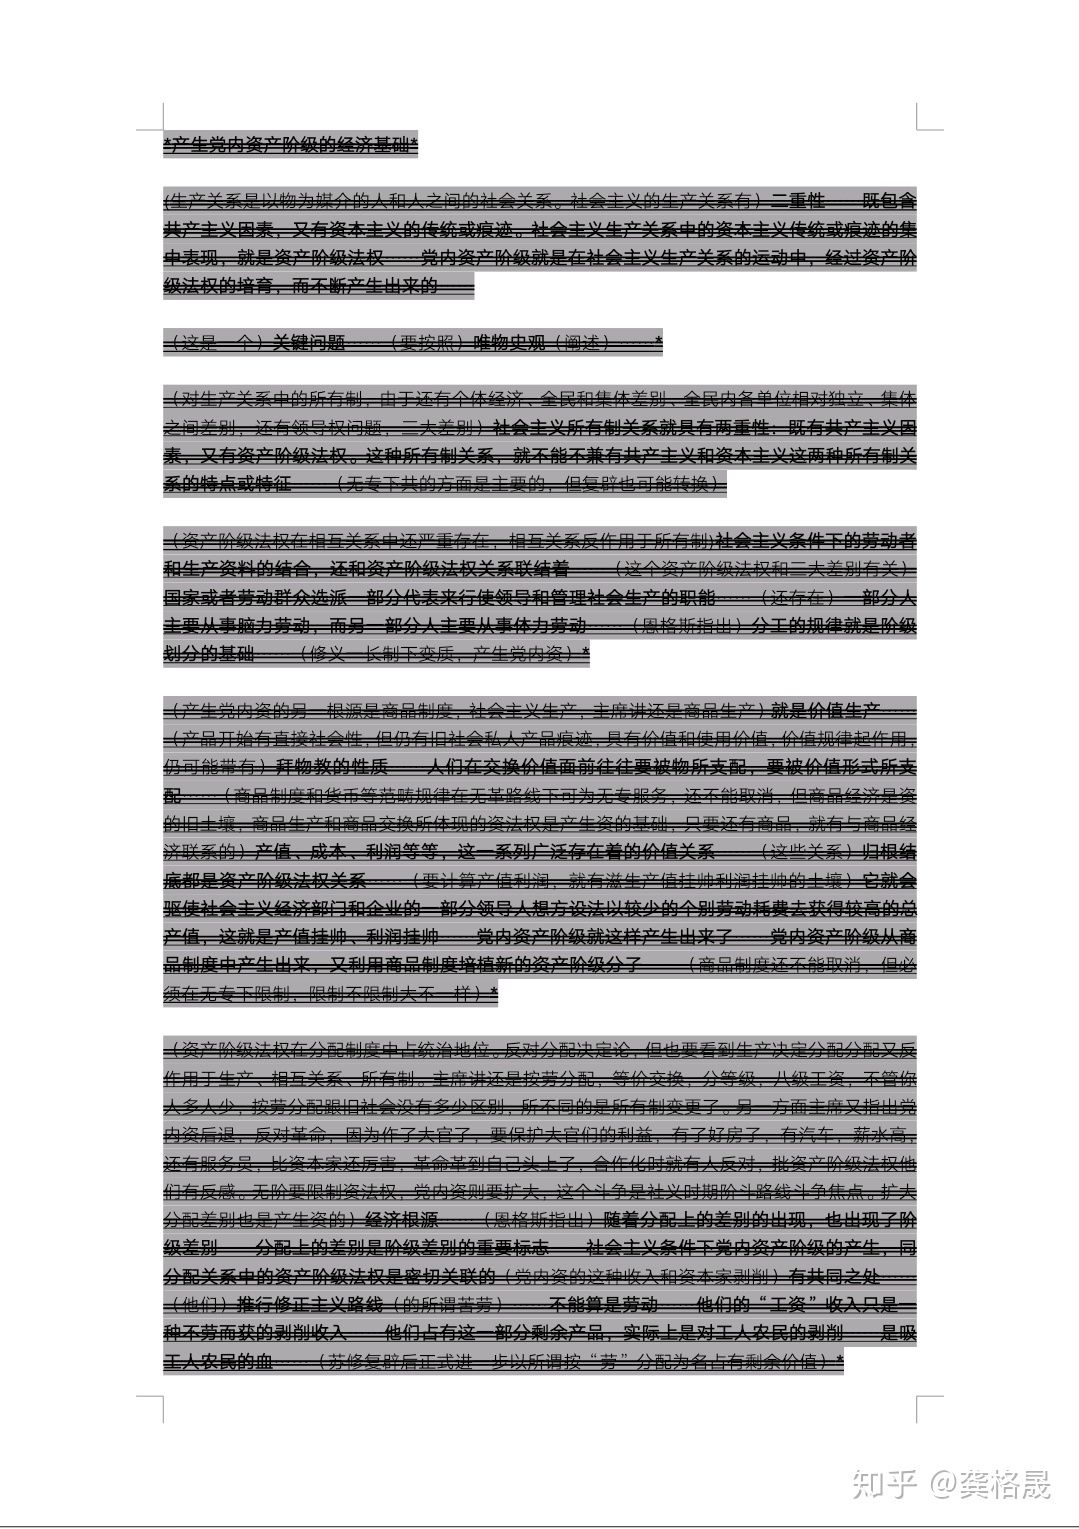 *产生党内资产阶级的经济基础*
(生产关系是以物为媒介的人和人之间的社会关系。社会主义的生产关系有）二重性——既包含
共产主义因素，又有资本主义的传统或痕迹。社会主义生产关系中的资本主义传统或痕迹的集
中表现，就是资产阶级法权……党内资产阶级就是在社会主义生产关系的运动中，经过资产阶
级法权的培育，而不断产生出来的……
（这是一个）关键问题……（要按照）唯物史观（阐述）……*
（对生产关系中的所有制，由于还有个体经济、全民和集体差别、全民内各单位相对独立、集体
之间差别，还有领导权问题，三大差别）社会主义所有制关系就具有两重性：既有共产主义因
素，又有资产阶级法权。这种所有制关系，就不能不兼有共产主义和资本主义这两种所有制关
系的特点或特征……（无专下共的方面是主要的，但复辟也可能转换）
（资产阶级法权在相互关系中还严重存在，相互关系反作用于所有制)社会主义条件下的劳动者
和生产资料的结合，还和资产阶级法权关系联结着……（这个资产阶级法权和三大差别有关）
国家或者劳动群众选派一部分代表来行使领导和管理社会生产的职能……（还存在）一部分人
主要从事脑力劳动，而另一部分人主要从事体力劳动……（恩格斯指出）分工的规律就是阶级
划分的基础……（修义一长制下变质，产生党内资）*
（产生党内资的另一根源是商品制度，社会主义生产，主席讲还是商品生产）就是价值生产……
（产品开始有直接社会性，但仍有旧社会私人产品痕迹，具有价值和使用价值，价值规律起作用，
仍可能带有）拜物教的性质……人们在交换价值面前往往要被物所支配，要被价值形式所支
配……（商品制度和货币等范畴规律在无革路线下可为无专服务，还不能取消，但商品经济是资
的旧土壤，商品生产和商品交换所体现的资法权是产生资的基础，只要还有商品，就有与商品经
济联系的）产值、成本、利润等等，这一系列广泛存在着的价值关系……（这些关系）归根结
底都是资产阶级法权关系……（要计算产值利润，就有滋生产值挂帅利润挂帅的土壤）它就会
驱使社会主义经济部门和企业的一部分领导人想方设法以较少的个别劳动耗费去获得较高的总
产值，这就是产值挂帅、利润挂帅……党内资产阶级就这样产生出来了……党内资产阶级从商
品制度中产生出来，又利用商品制度培植新的资产阶级分子……（商品制度还不能取消，但必
须在无专下限制，限制不限制大不一样）*
（资产阶级法权在分配制度中占统治地位。反对分配决定论，但也要看到生产决定分配分配又反
作用于生产、相互关系、所有制。主席讲还是按劳分配，等价交换，分等级，八级工资，不管你
人多人少，按劳分配跟旧社会没有多少区别，所不同的是所有制变更了。另一方面主席又指出党
内资后退，反对革命，因为作了大官了，要保护大官们的利益，有了好房子，有汽车，薪水高，
还有服务员，比资本家还厉害，革命革到自己头上了，合作化时就有人反对，批资产阶级法权他
们有反感。无阶要限制资法权，党内资则要扩大，这个斗争是社义时期阶斗路线斗争焦点。扩大
分配差别也是产生资的）经济根源……（恩格斯指出）随着分配上的差别的出现，也出现了阶
级差别……分配上的差别是阶级差别的重要标志……社会主义条件下党内资产阶级的产生，同
分配关系中的资产阶级法权是密切关联的（党内资的这种收入和资本家剥削）有共同之处……
（他们）推行修正主义路线（的所谓苦劳）……不能算是劳动……他们的“工资”收入只是一
种不劳而获的剥削收入……他们占有这一部分剩余产品，实际上是对工人农民的剥削……是吸
工人农民的血……（苏修复辟后正式进一步以所谓按“劳”分配为名占有剩余价值）*
知乎 @龚格晟